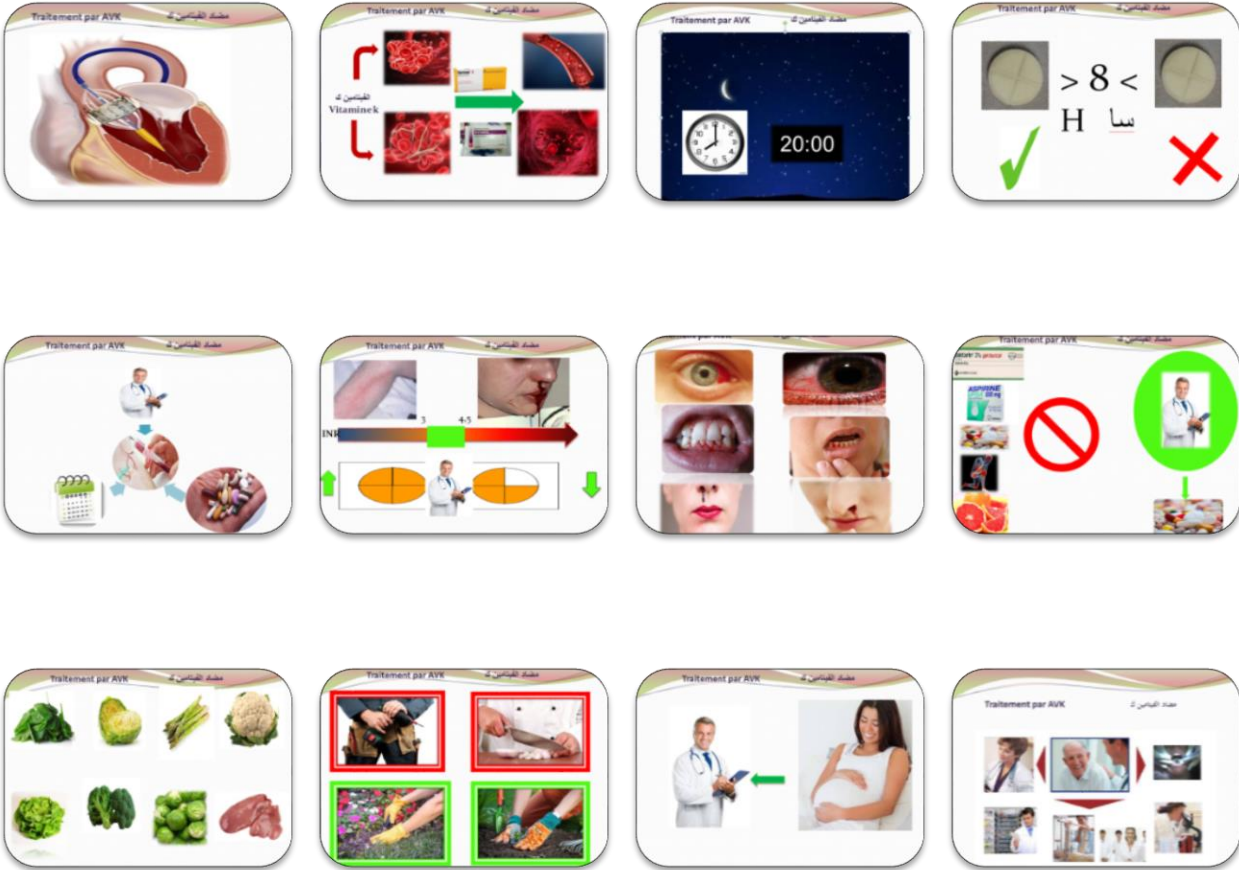 Traitement par AVK مضاد الفيتامين ك
Traitement par AVK مضاد الفيتامين ك
الفيتامين ك
Vitamine k
Traitement par AVK مضاد الفيتامين ك
20:00
Traitement par AVK مضاد الفيتامين ك
> 8 <
H سا
Traitement par AVK مضاد الفيتامين ك
Traitement par AVK مضاد الفيتامين ك
3 4-5
INR
Traitement par AVK مضاد الفيتامين ك
ASPIRINE
Traitement par AVK مضاد الفيتامين ك
Traitement par AVK مضاد الفيتامين ك
Traitement par AVK مضاد الفيتامين ك
Traitement par AVK مضاد الفيتامين ك